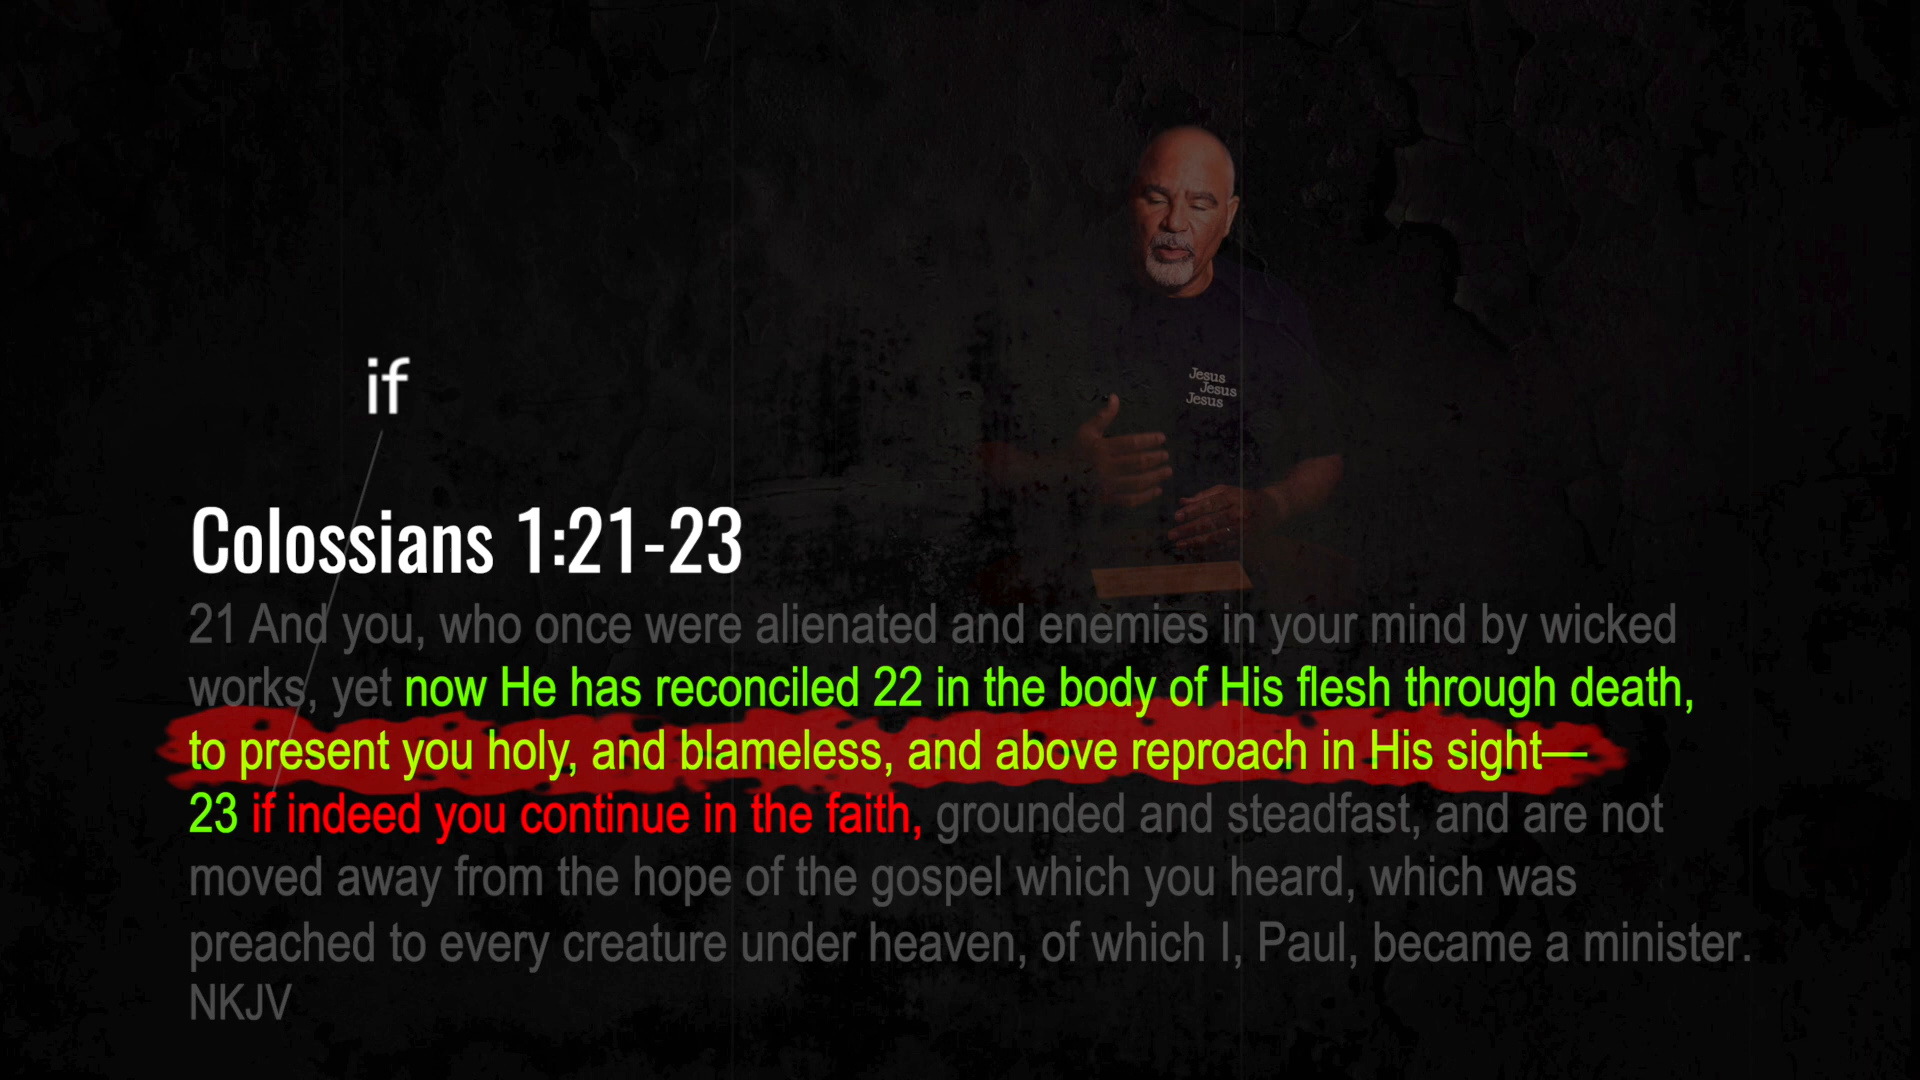 Jesus
Jesus
Jesus
if
Colossians 1:21-23
21 And you, who once were alienated and enemies in your mind by wicked
works, yet now He has reconciled 22 in the body of His flesh through death,
to present you holy, and blameless, and above reproach in His sight—
23 if indeed you continue in the faith, grounded and steadfast, and are not
moved away from the hope of the gospel which you heard, which was
preached to every creature under heaven, of which I, Paul, became a minister.
NKJV